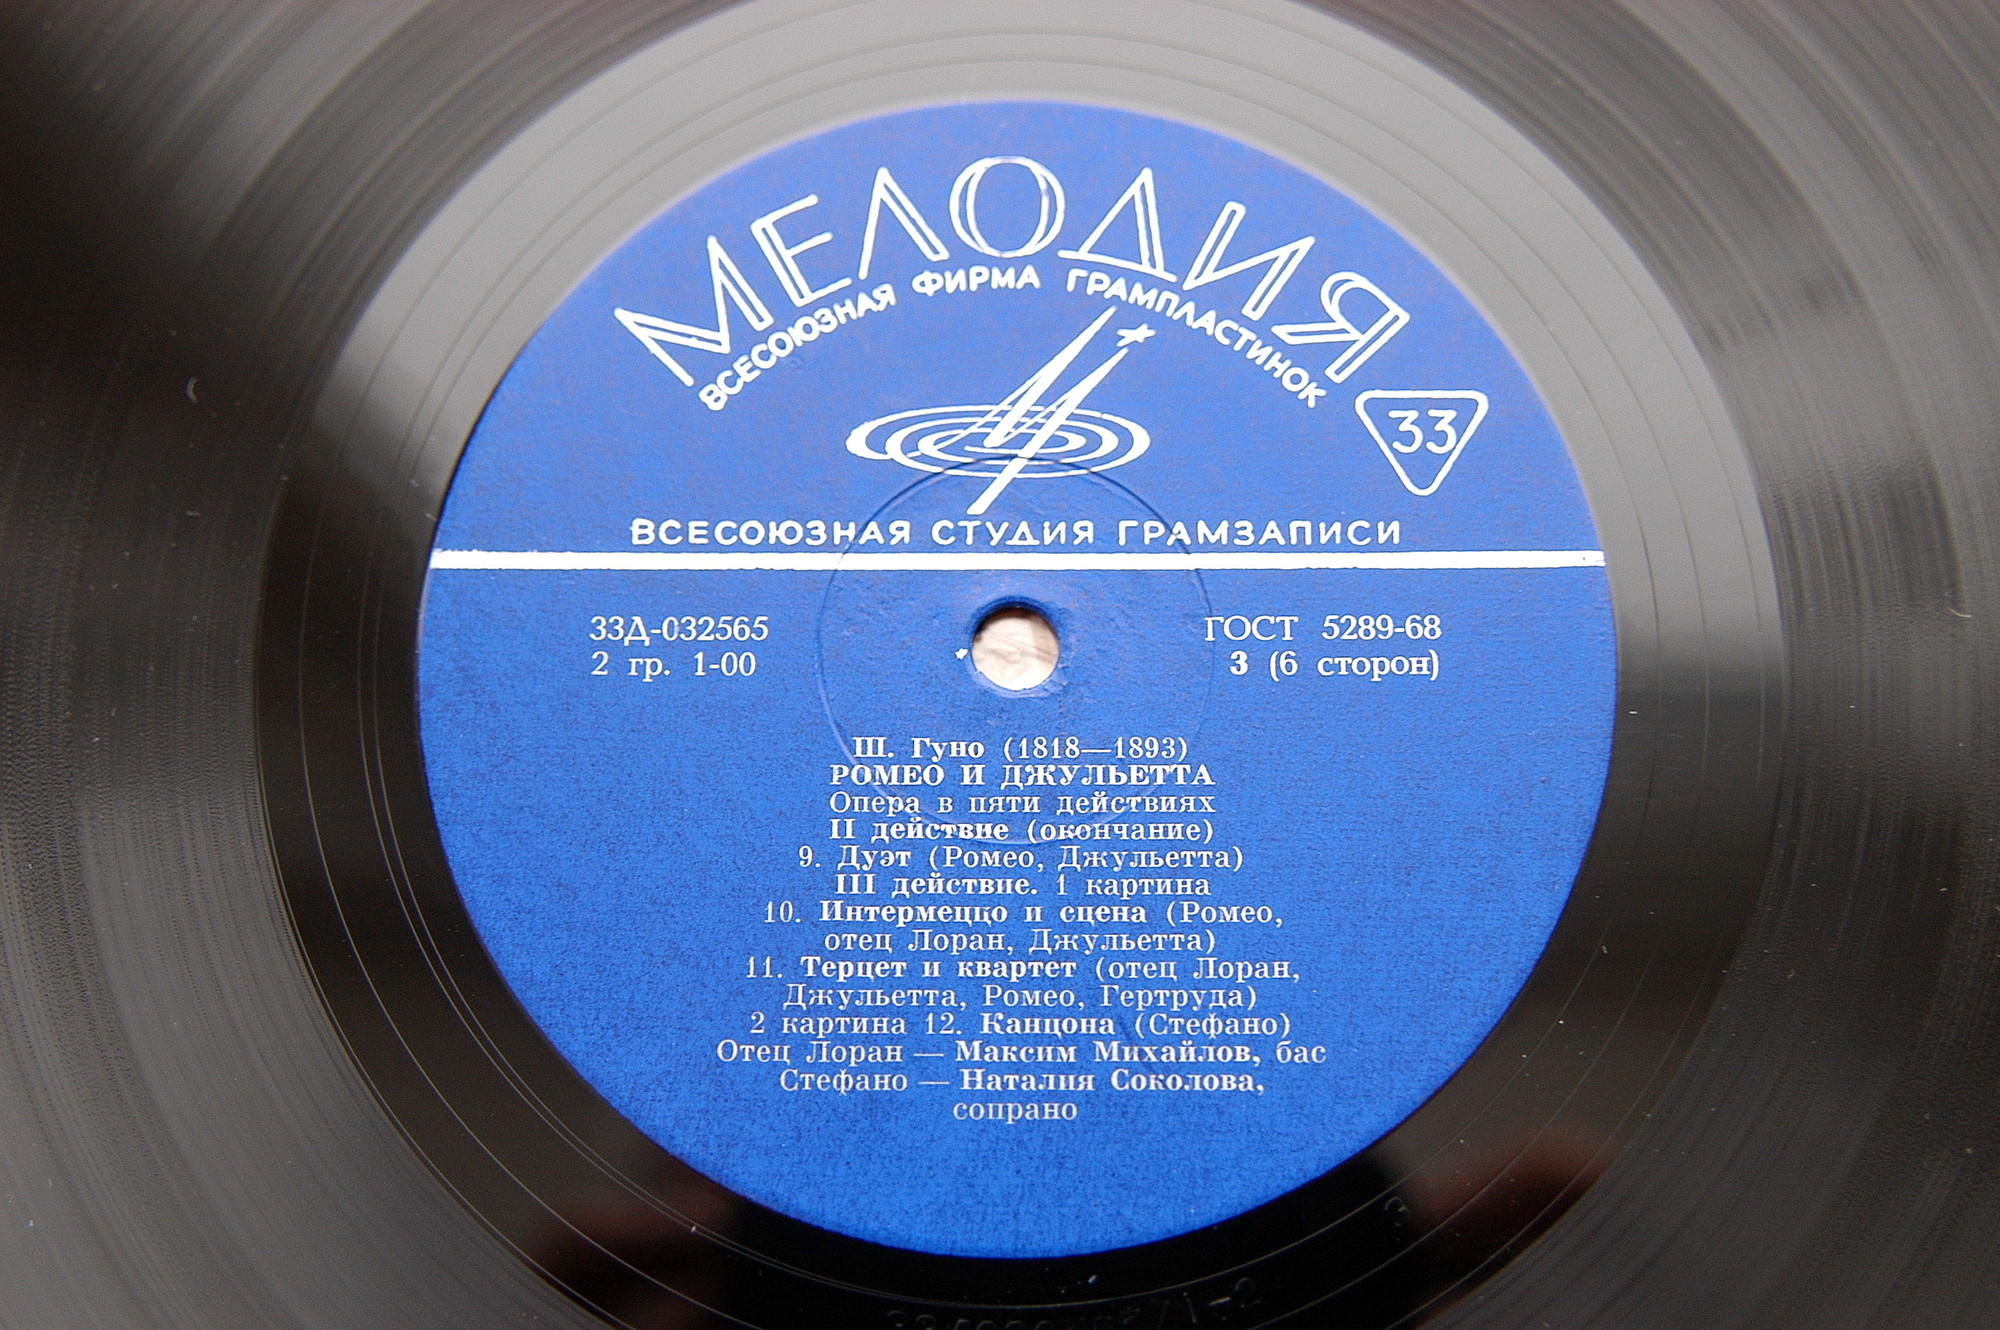 МЕЛОДИЯ
ВСЕСОЮЗНАЯ ФИРМА ГРАМПЛАСТИНОК
33
ВСЕСОЮЗНАЯ СТУДИЯ ГРАМЗАПИСИ
33Д-032565
ГОСТ 5289-68
2 гр. 1-00
3 (6 сторон)
Ш. Гуно (1818—1893)
РОМЕО И ДЖУЛЬЕТТА
Опера в пяти действиях
II действие (окончание)
9. Дуэт (Ромео, Джульетта)
III действие. 1 картина
10. Интермеццо и сцена (Ромео,
отец Лоран, Джульетта)
11. Терцет и квартет (отец Лоран,
Джульетта, Ромео, Гертруда)
2 картина 12. Канцона (Стефано)
Отец Лоран — Максим Михайлов, бас
Стефано — Наталия Соколова,
сопрано
3